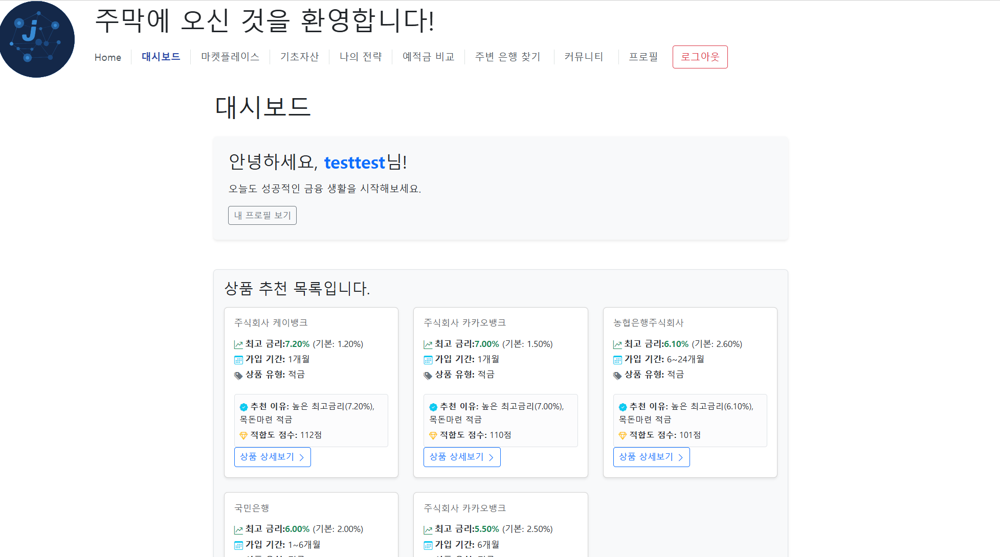 j
주막에 오신 것을 환영합니다!
Home 대시보드 마켓플레이스 기초자산 나의 전략 예적금 비교 주변 은행 찾기 커뮤니티 프로필 로그아웃
대시보드
안녕하세요, testtest님!
오늘도 성공적인 금융 생활을 시작해보세요.
내 프로필 보기
상품 추천 목록입니다.
주식회사 케이뱅크
최고 금리:7.20% (기본: 1.20%)
가입 기간: 1개월
상품 유형: 적금
추천 이유: 높은 최고금리(7.20%),
목돈마련 적금
적합도 점수: 112점
상품 상세보기
주식회사 카카오뱅크
최고 금리:7.00% (기본: 1.50%)
가입 기간: 1개월
상품 유형: 적금
추천 이유: 높은 최고금리(7.00%),
목돈마련 적금
적합도 점수: 110점
상품 상세보기
농협은행주식회사
최고 금리:6.10% (기본: 2.60%)
가입 기간: 6~24개월
상품 유형: 적금
추천 이유: 높은 최고금리(6.10%),
목돈마련 적금
적합도 점수: 101점
상품 상세보기
국민은행
최고 금리:6.00% (기본: 2.00%)
가입 기간: 1~6개월
주식회사 카카오뱅크
최고 금리:5.50% (기본: 2.50%)
가입 기간: 6개월